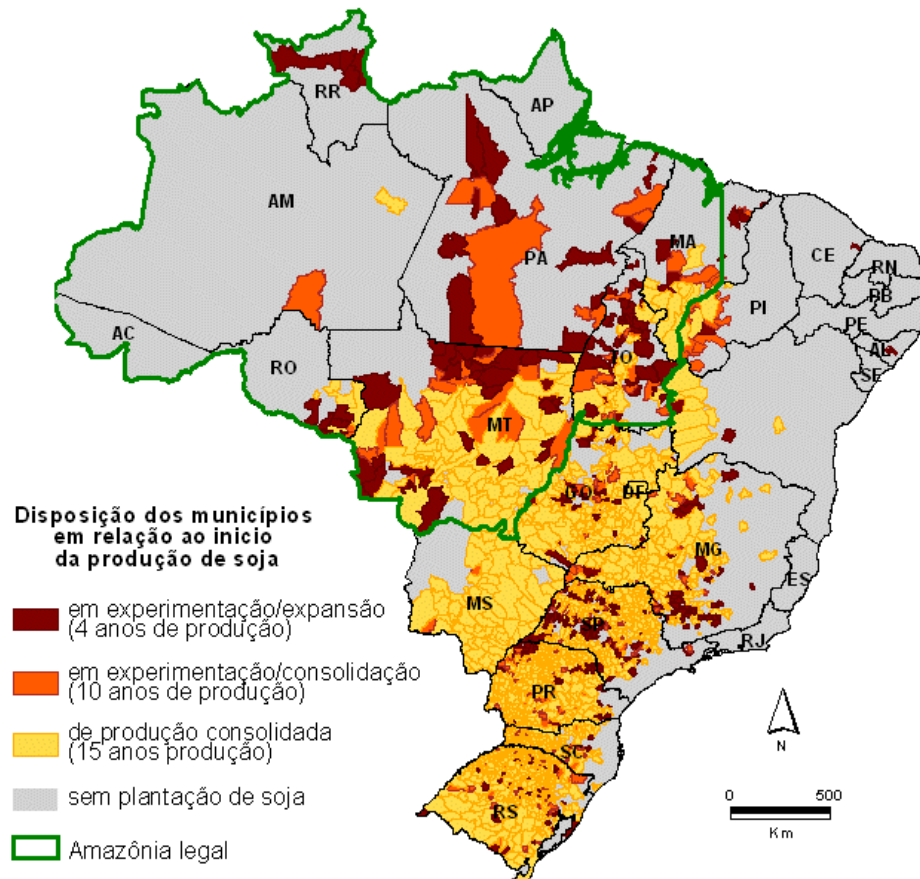 RR
AP
AM
PA
MA
CE
RN
PB
PI
PE
AC
TO
AL
SE
RO
MT
GO
DF
Disposição dos municípios
em relação ao inicio
da produção de soja
MG
ES
MS
em experimentação/expansão
(4 anos de produção)
SP
RJ
em experimentação/consolidação
(10 anos de produção)
PR
de produção consolidada
(15 anos produção)
N
SC
sem plantação de soja
RS
0 500
Km
Amazônia legal